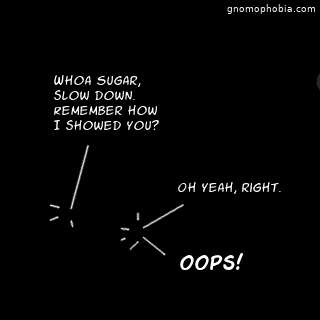 gnomophobia.com
WHOA SUGAR,
SLOW DOWN.
REMEMBER HOW
I SHOWED YOU?
OH YEAH, RIGHT.
OOPS!